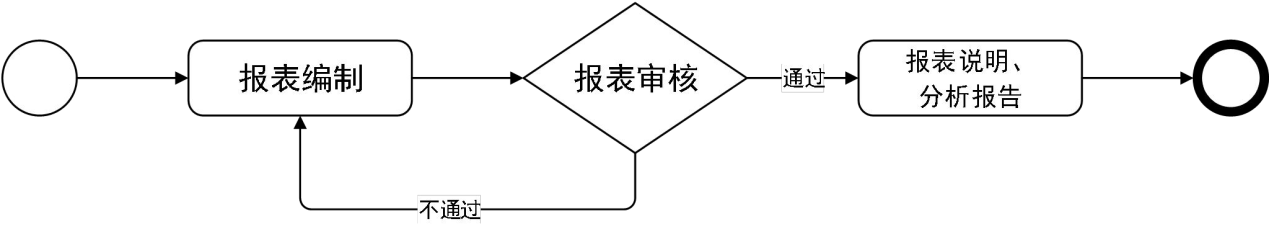 报表编制
报表审核
通过
报表说明、
分析报告
不通过